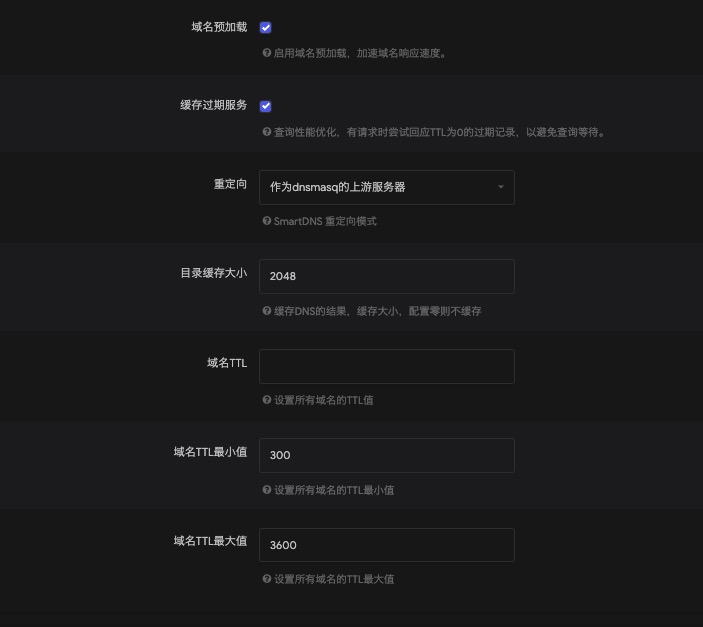 域名预加载
启用域名预加载，加速域名响应速度。
缓存过期服务
查询性能优化，有请求时尝试回应TTL为0的过期记录，以避免查询等待。
重定向
作为dnsmasq的上游服务器
SmartDNS 重定向模式
目录缓存大小
2048
缓存DNS的结果，缓存大小，配置零则不缓存
域名TTL
设置所有域名的TTL值
域名TTL最小值
300
设置所有域名的TTL最小值
域名TTL最大值
3600
设置所有域名的TTL最大值